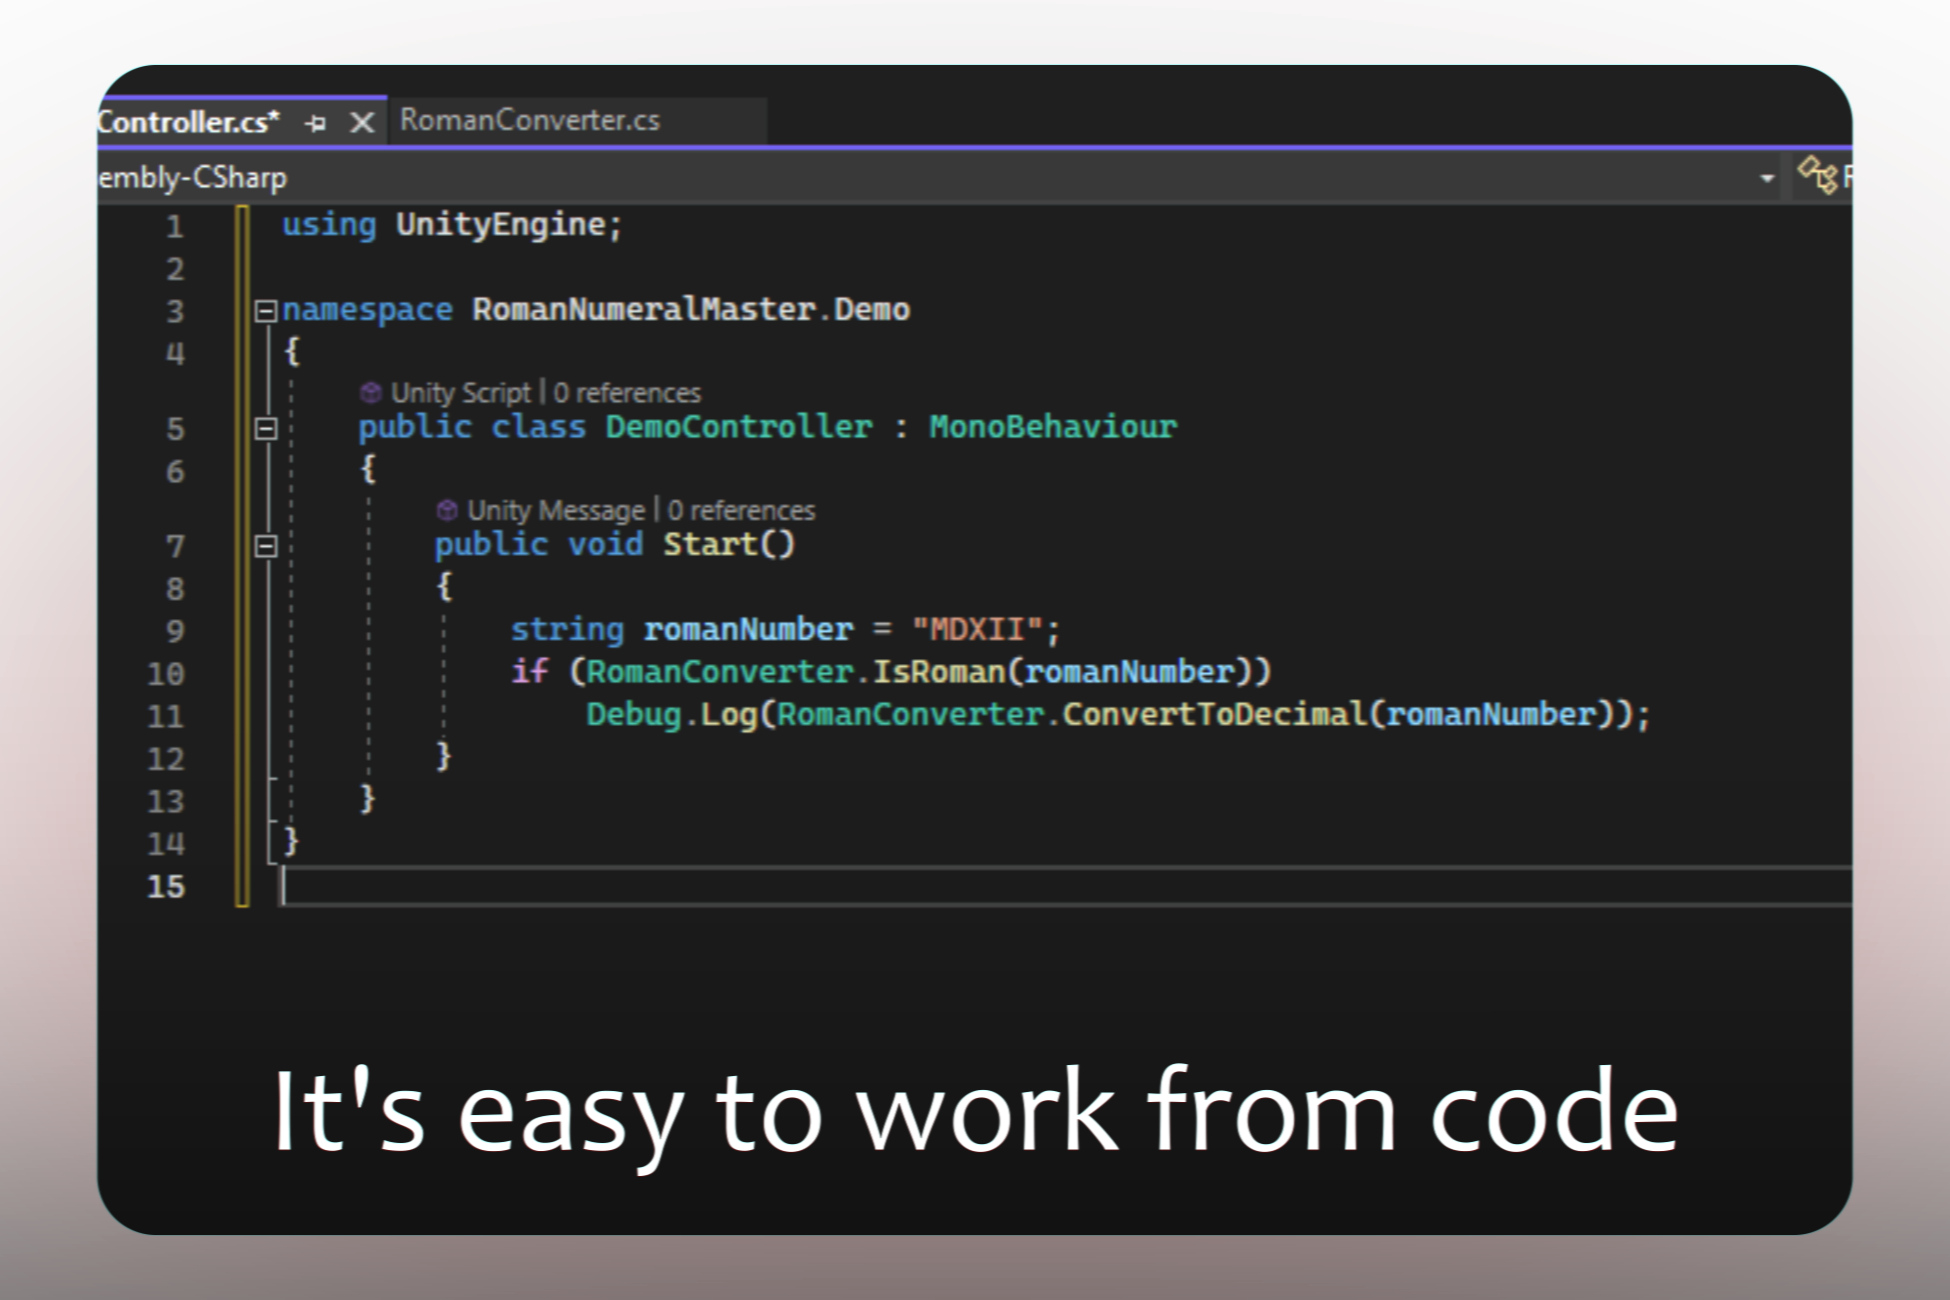 Controller.cs* RomanConverter.cs
embly-CSharp
1 using UnityEngine;
2
3 namespace RomanNumeralMaster.Demo
4 {
Unity Script | 0 references
5 public class DemoController : MonoBehaviour
6 {
Unity Message | 0 references
7 public void Start()
8 {
9 string romanNumber = "MDXII";
10 if (RomanConverter.IsRoman(romanNumber))
11 Debug.Log(RomanConverter.ConvertToDecimal(romanNumber));
12 }
13 }
14 }
15
It's easy to work from code